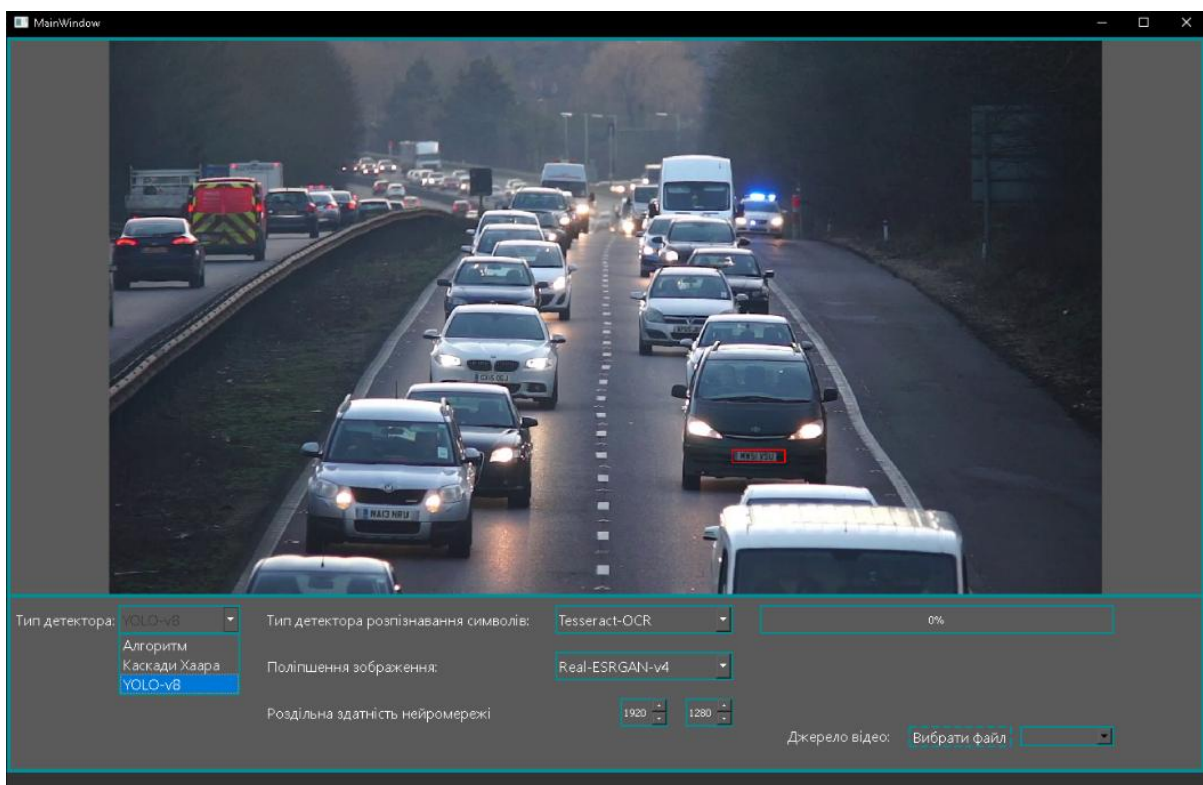 MainWindow
NA13 NRU
Тип детектора: YOLO-v8
Алгоритм
Каскади Хаара
YOLO-v8
Тип детектора розпізнавання символів: Tesseract-OCR
Поліпшення зображення: Real-ESRGAN-v4
Роздільна здатність нейромережі 1920 1280
0%
Джерело відео: Вибрати файл